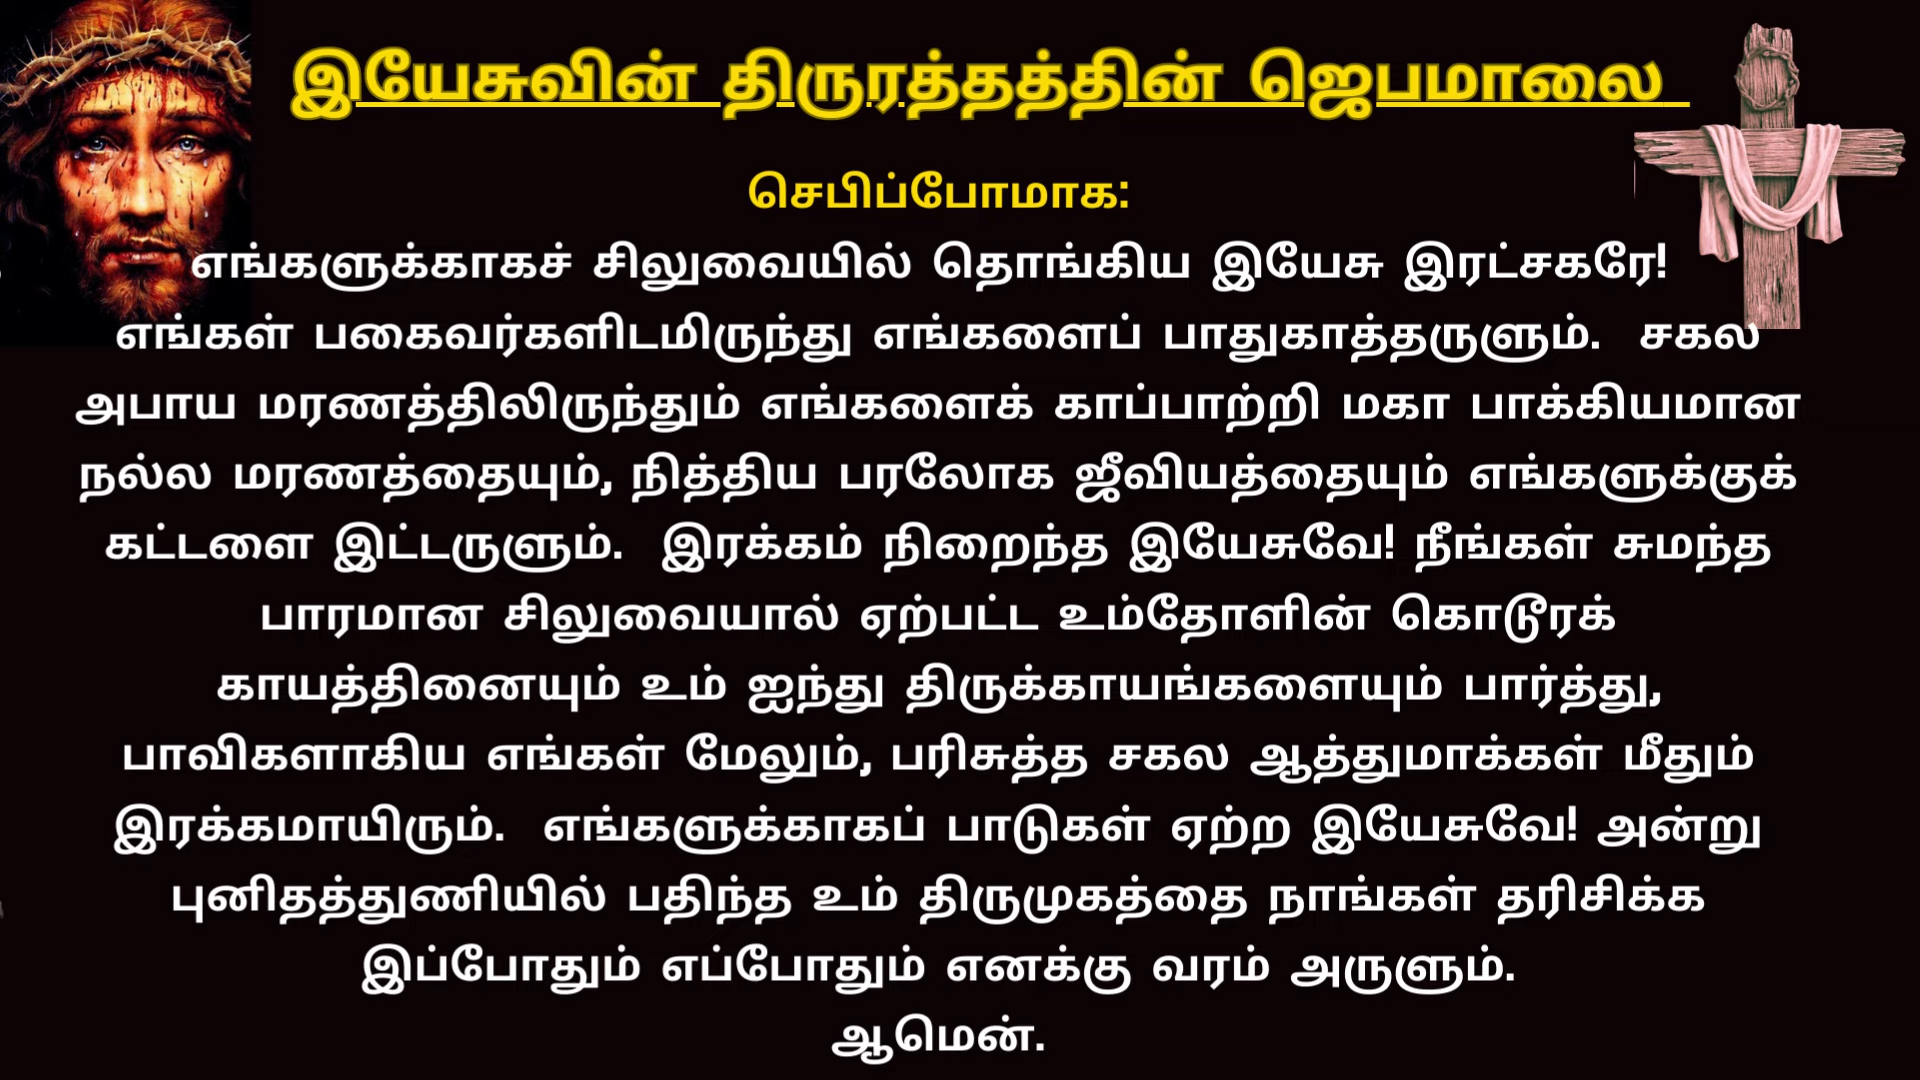 இயேசுவின் திருரத்தத்தின் ஜெபமாலை
செபிப்போமாக:
எங்களுக்காகச் சிலுவையில் தொங்கிய இயேசு இரட்சகரே!
எங்கள் பகைவர்களிடமிருந்து எங்களைப் பாதுகாத்தருளும். சகல
அபாய மரணத்திலிருந்தும் எங்களைக் காப்பாற்றி மகா பாக்கியமான
நல்ல மரணத்தையும், நித்திய பரலோக ஜீவியத்தையும் எங்களுக்குக்
கட்டளை இட்டருளும். இரக்கம் நிறைந்த இயேசுவே! நீங்கள் சுமந்த
பாரமான சிலுவையால் ஏற்பட்ட உம்தோளின் கொடூரக்
காயத்தினையும் உம் ஐந்து திருக்காயங்களையும் பார்த்து,
பாவிகளாகிய எங்கள் மேலும், பரிசுத்த சகல ஆத்துமாக்கள் மீதும்
இரக்கமாயிரும். எங்களுக்காகப் பாடுகள் ஏற்ற இயேசுவே! அன்று
புனிதத்துணியில் பதிந்த உம் திருமுகத்தை நாங்கள் தரிசிக்க
இப்போதும் எப்போதும் எனக்கு வரம் அருளும்.
ஆமென்.